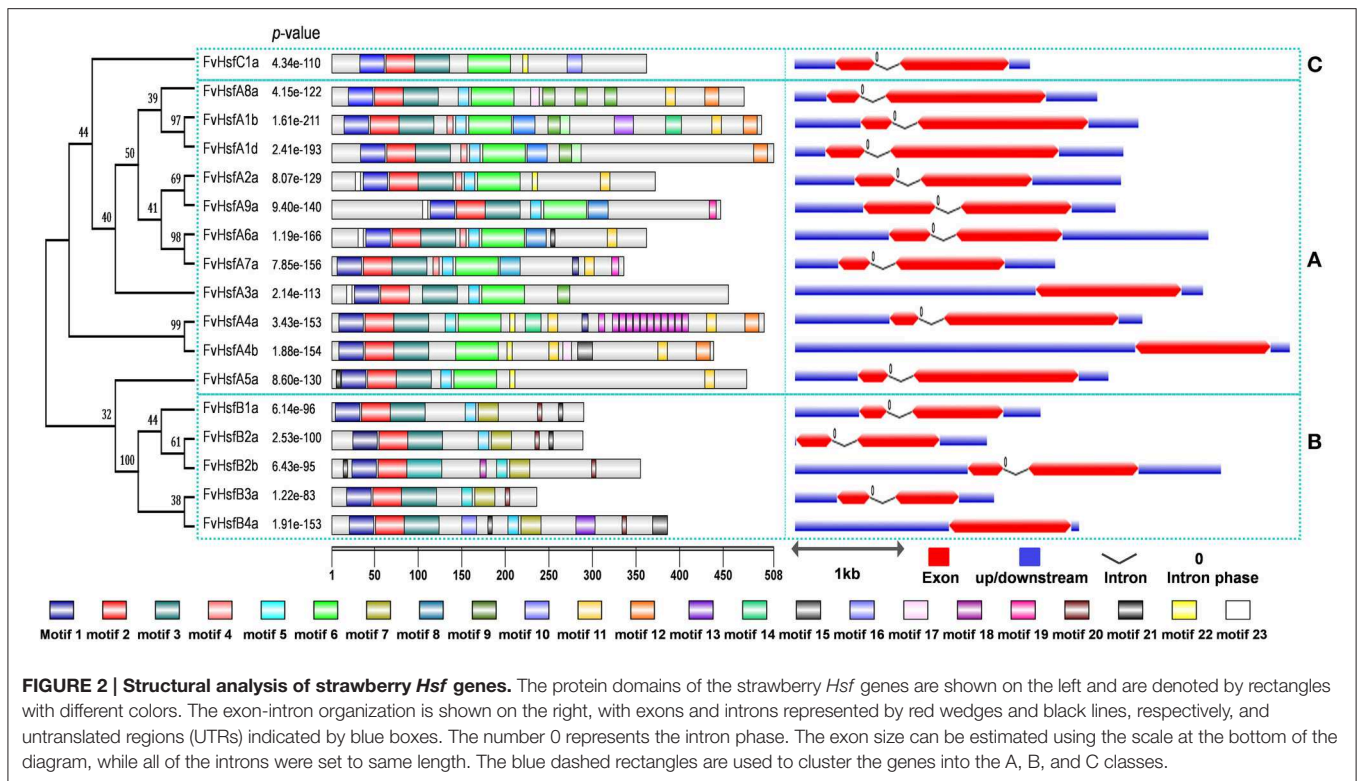 p-value
FvHsfC1a 4.34e-110 0 C
39 FvHsfA8a 4.15e-122 0
44 97 FvHsfA1b 1.61e-211 0
50 FvHsfA1d 2.41e-193 0
69 FvHsfA2a 8.07e-129 0
40 41 FvHsfA9a 9.40e-140 0
98 FvHsfA6a 1.19e-166 0
FvHsfA7a 7.85e-156 0 A
FvHsfA3a 2.14e-113
99 FvHsfA4a 3.43e-153 0
FvHsfA4b 1.88e-154
32 FvHsfA5a 8.60e-130 0
44 FvHsfB1a 6.14e-96 0
61 FvHsfB2a 2.53e-100 0 B
100 FvHsfB2b 6.43e-95 0
38 FvHsfB3a 1.22e-83 0
FvHsfB4a 1.91e-153
1 50 100 150 200 250 300 350 400 450 508
1kb Exon up/downstream Intron 0 Intron phase
Motif 1 motif 2 motif 3 motif 4 motif 5 motif 6 motif 7 motif 8 motif 9 motif 10 motif 11 motif 12 motif 13 motif 14 motif 15 motif 16 motif 17 motif 18 motif 19 motif 20 motif 21 motif 22 motif 23
FIGURE 2 | Structural analysis of strawberry Hsf genes. The protein domains of the strawberry Hsf genes are shown on the left and are denoted by rectangles
with different colors. The exon-intron organization is shown on the right, with exons and introns represented by red wedges and black lines, respectively, and
untranslated regions (UTRs) indicated by blue boxes. The number 0 represents the intron phase. The exon size can be estimated using the scale at the bottom of the
diagram, while all of the introns were set to same length. The blue dashed rectangles are used to cluster the genes into the A, B, and C classes.